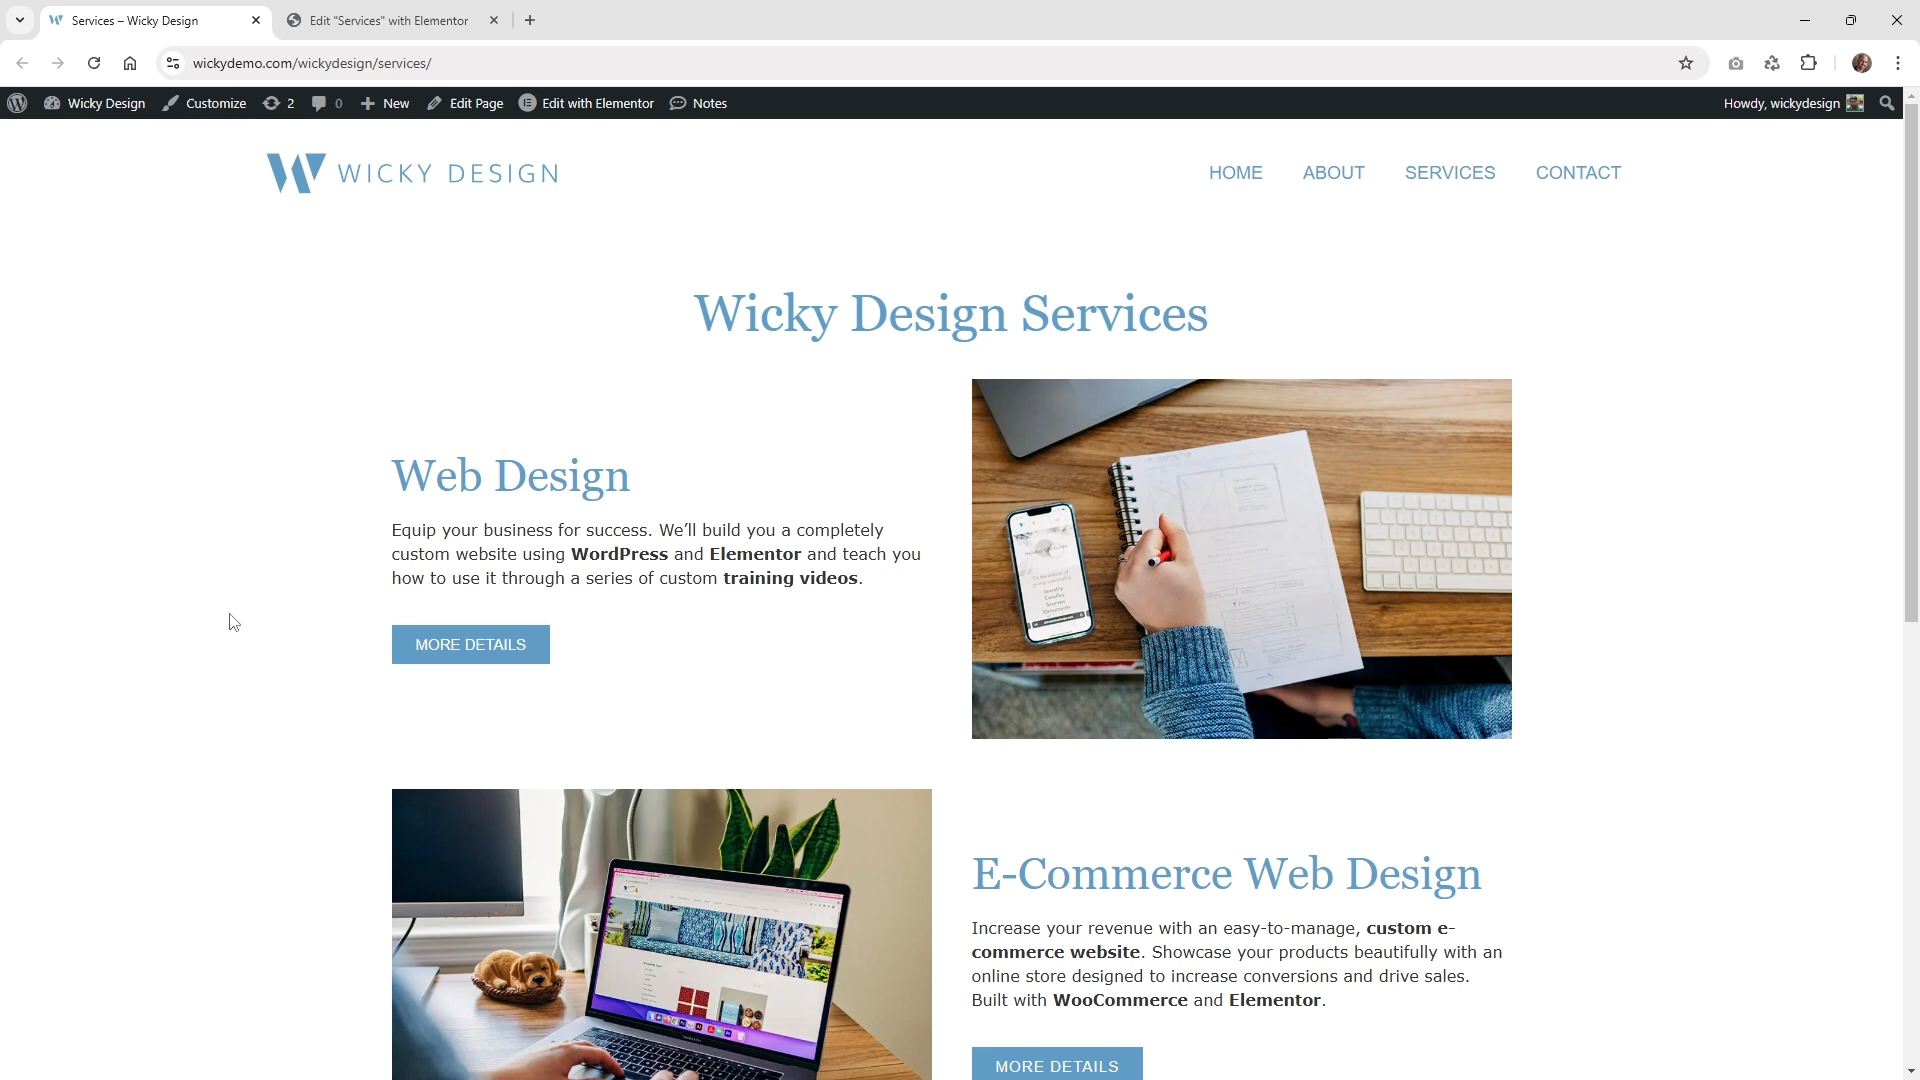 Services – Wicky Design
Edit "Services" with Elementor
wickydemo.com/wickydesign/services/
Wicky Design
Customize
2
0
New
Edit Page
Edit with Elementor
Notes
Howdy, wickydesign
WICKY DESIGN
HOME
ABOUT
SERVICES
CONTACT
Wicky Design Services
Web Design
Equip your business for success. We'll build you a completely
custom website using WordPress and Elementor and teach you
how to use it through a series of custom training videos.
MORE DETAILS
E-Commerce Web Design
Increase your revenue with an easy-to-manage, custom e-
commerce website. Showcase your products beautifully with an
online store designed to increase conversions and drive sales.
Built with WooCommerce and Elementor.
MORE DETAILS